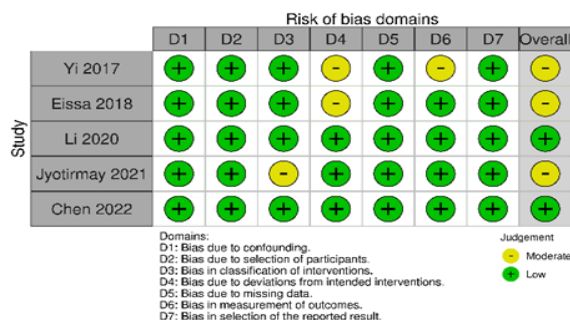 Risk of bias domains
D1 D2 D3 D4 D5 D6 D7 Overall
Study
Yi 2017 + + + - + - + -
Eissa 2018 + + + - + + + -
Li 2020 + + + + + + + +
Jyotirmay 2021 + + - + + + + -
Chen 2022 + + + + + + + +
Domains:
D1: Bias due to confounding.
D2: Bias due to selection of participants.
D3: Bias in classification of interventions.
D4: Bias due to deviations from intended interventions.
D5: Bias due to missing data.
D6: Bias in measurement of outcomes.
D7: Bias in selection of the reported result.
Judgement
- Moderate
+ Low